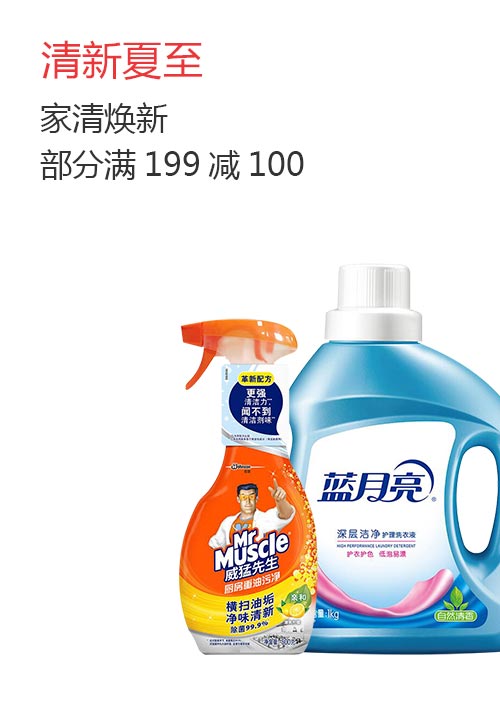 清新夏至
家清焕新
部分满 199 减 100
革新配方
更强
清洁力
闻不到
清洁剂味
Johnson
Mr
Muscle
威猛先生
厨房重油污净
横扫油垢
净味清新
除菌99.9%
亲和
蓝月亮®
深层洁净 护理洗衣液
HIGH PERFORMANCE LAUNDRY DETERGENT
护衣护色 低泡易漂
量:1kg
自然清香